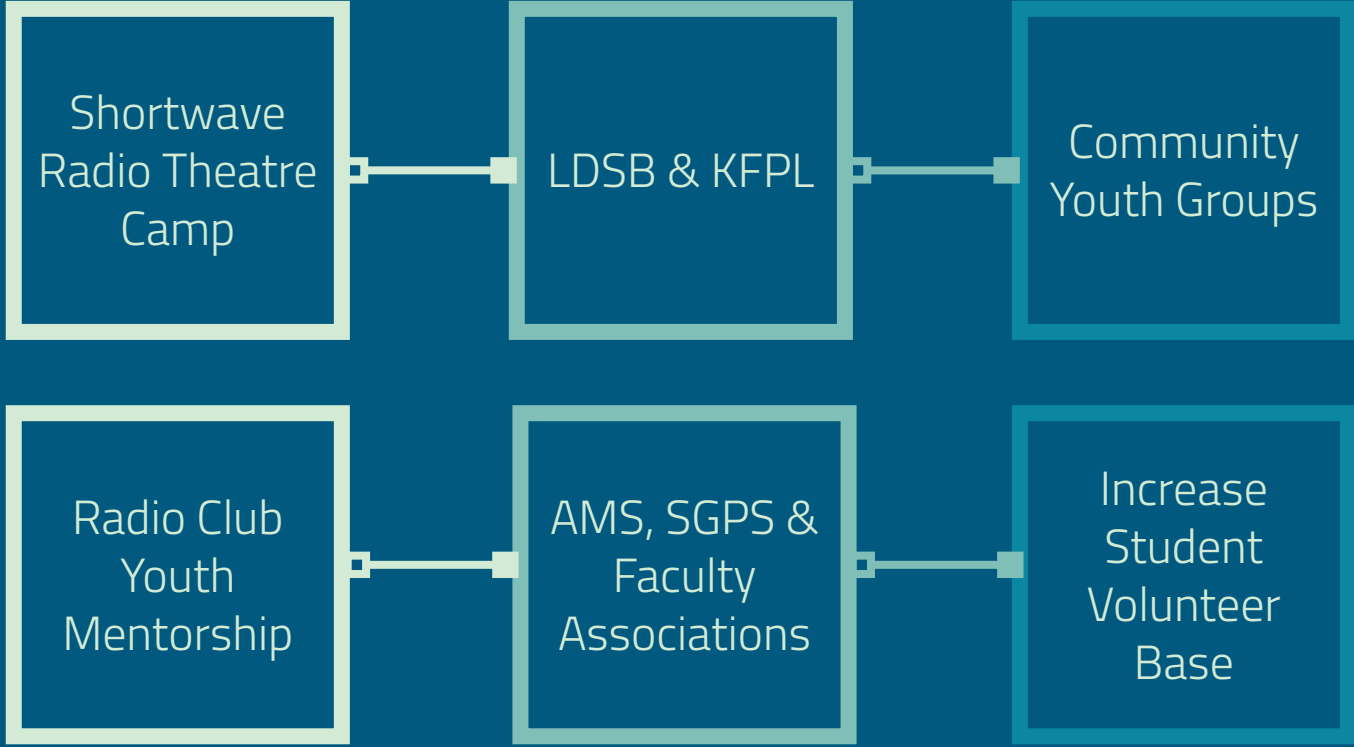 Shortwave
Radio Theatre
Camp
LDSB & KFPL
Community
Youth Groups
Radio Club
Youth
Mentorship
AMS, SGPS &
Faculty
Associations
Increase
Student
Volunteer
Base